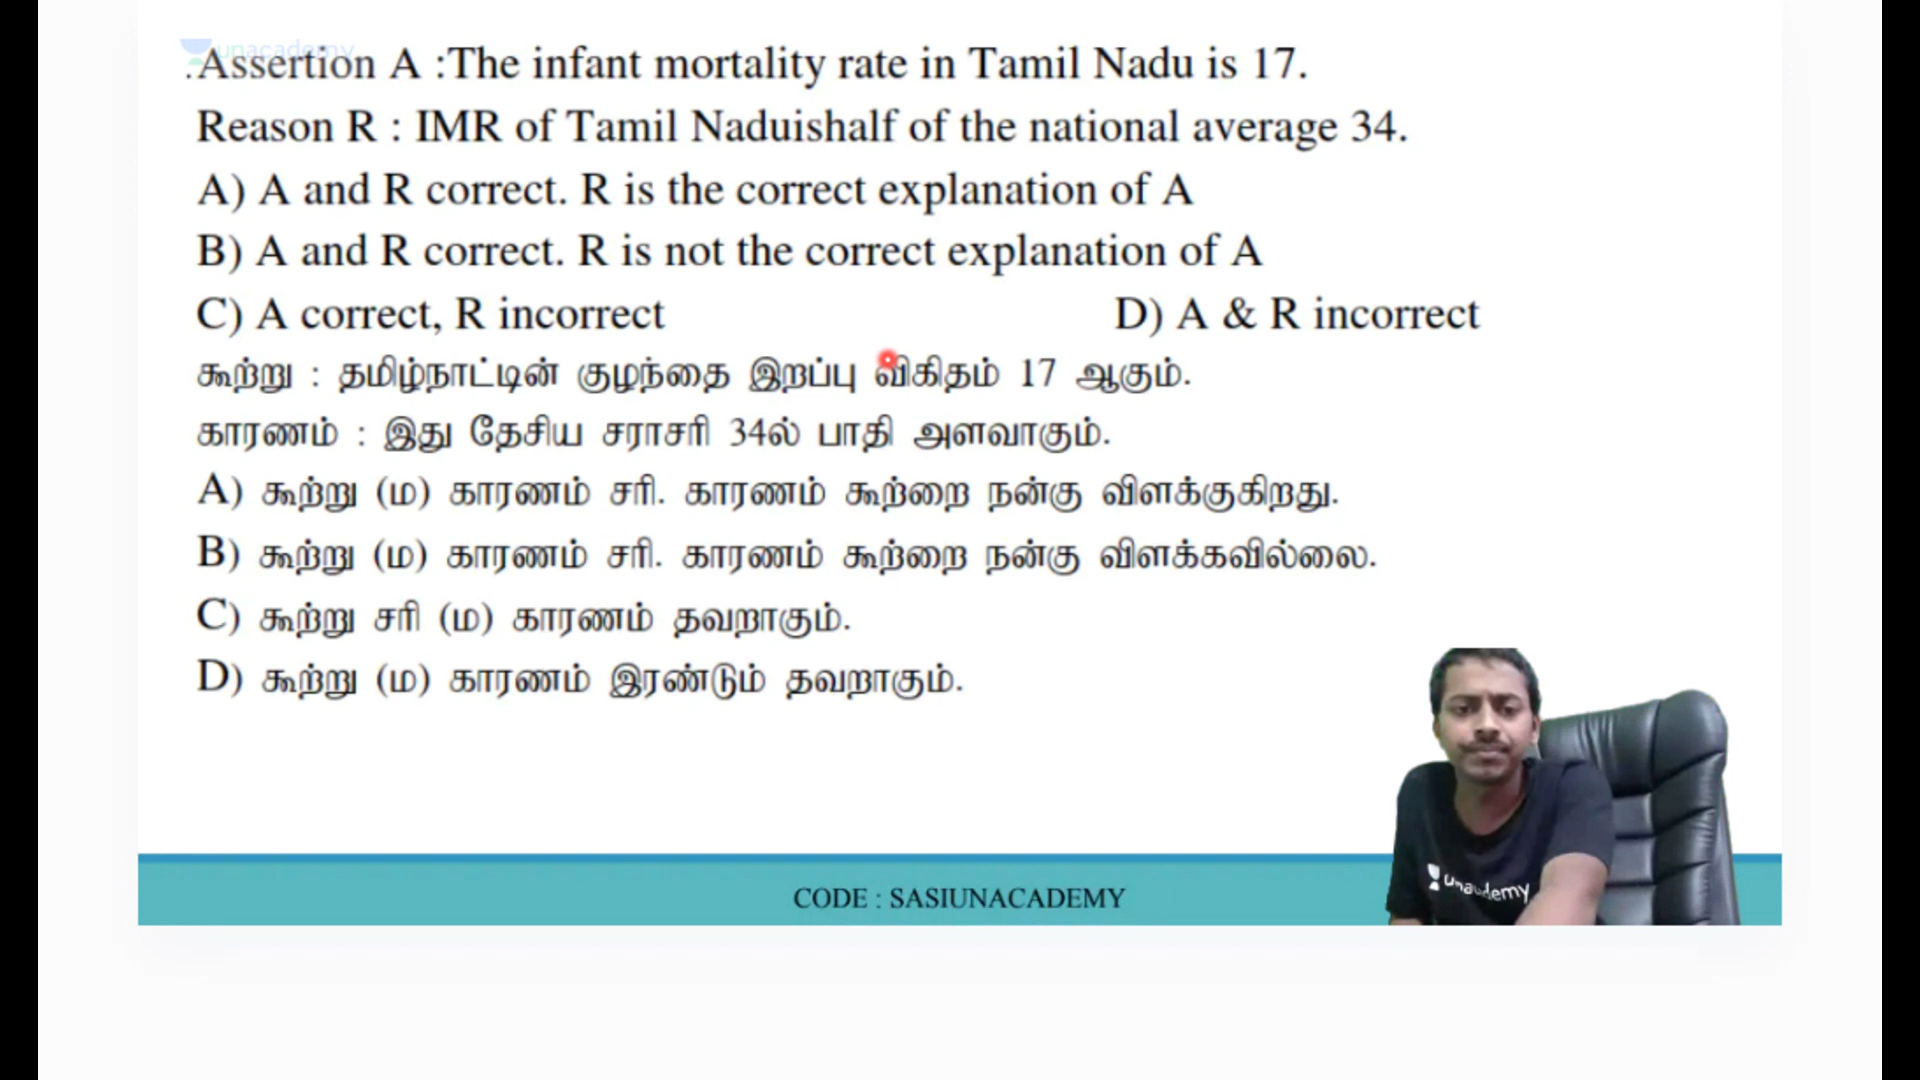 unacademy
.Assertion A :The infant mortality rate in Tamil Nadu is 17.
Reason R : IMR of Tamil Naduishalf of the national average 34.
A) A and R correct. R is the correct explanation of A
B) A and R correct. R is not the correct explanation of A
C) A correct, R incorrect D) A & R incorrect
கூற்று : தமிழ்நாட்டின் குழந்தை இறப்பு விகிதம் 17 ஆகும்.
காரணம் : இது தேசிய சராசரி 34ல் பாதி அளவாகும்.
A) கூற்று (ம) காரணம் சரி. காரணம் கூற்றை நன்கு விளக்குகிறது.
B) கூற்று (ம) காரணம் சரி. காரணம் கூற்றை நன்கு விளக்கவில்லை.
C) கூற்று சரி (ம) காரணம் தவறாகும்.
D) கூற்று (ம) காரணம் இரண்டும் தவறாகும்.
unacademy
CODE : SASIUNACADEMY